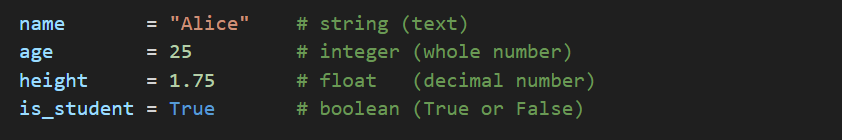 name       = "Alice"    # string (text)
age        = 25         # integer (whole number)
height     = 1.75       # float   (decimal number)
is_student = True       # boolean (True or False)